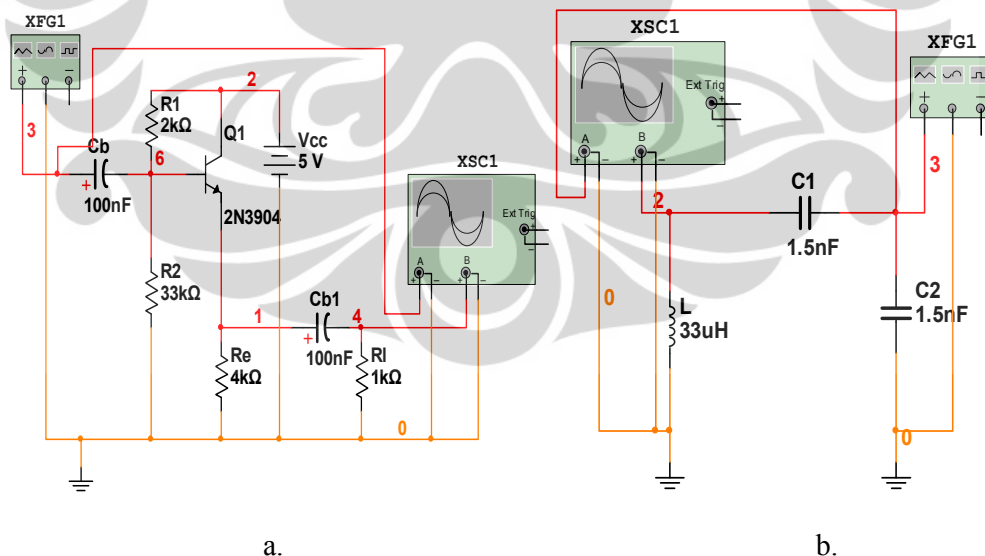 XFG1
+
−
3
Cb
+
100nF
R1
2kΩ
6
2
Q1
2N3904
Vcc
5 V
R2
33kΩ
1
Re
4kΩ
Cb1
+
100nF
4
Rl
1kΩ
0
XSC1
Ext Trig
+
−
A
B
+ − + −
XSC1
Ext Trig
+
−
A
B
+ − + −
2
0
L
33uH
C1
1.5nF
XFG1
+
−
3
C2
1.5nF
0
a.
b.